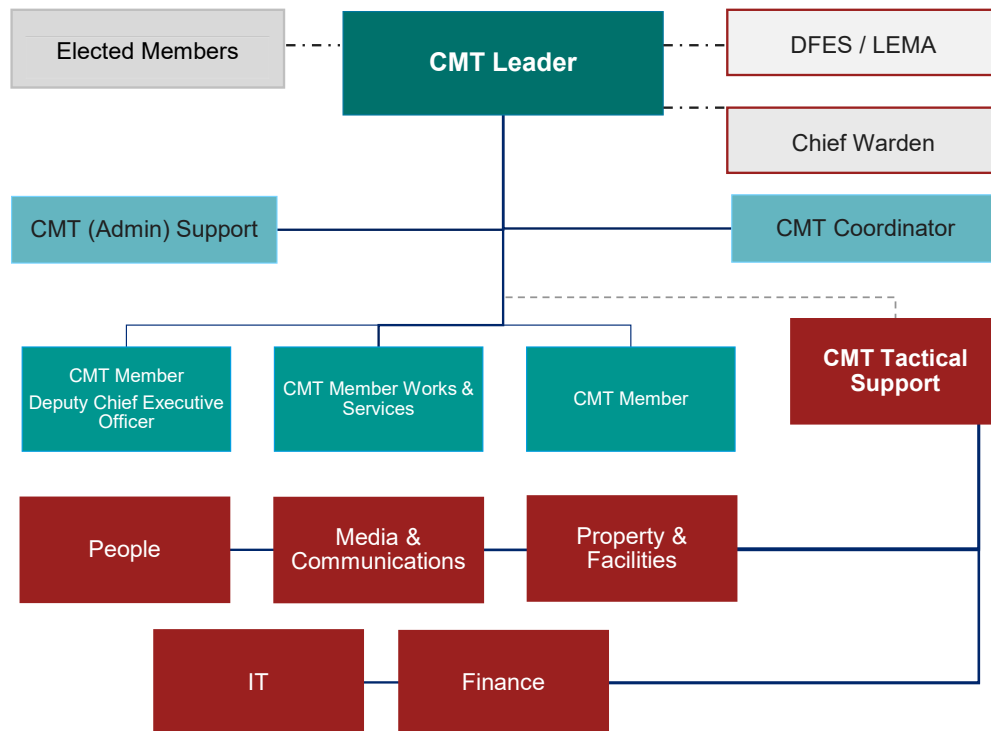 Elected Members
CMT Leader
DFES / LEMA
Chief Warden
CMT (Admin) Support
CMT Coordinator
CMT Member
Deputy Chief Executive
Officer
CMT Member Works &
Services
CMT Member
CMT Tactical
Support
People
Media &
Communications
Property &
Facilities
IT
Finance